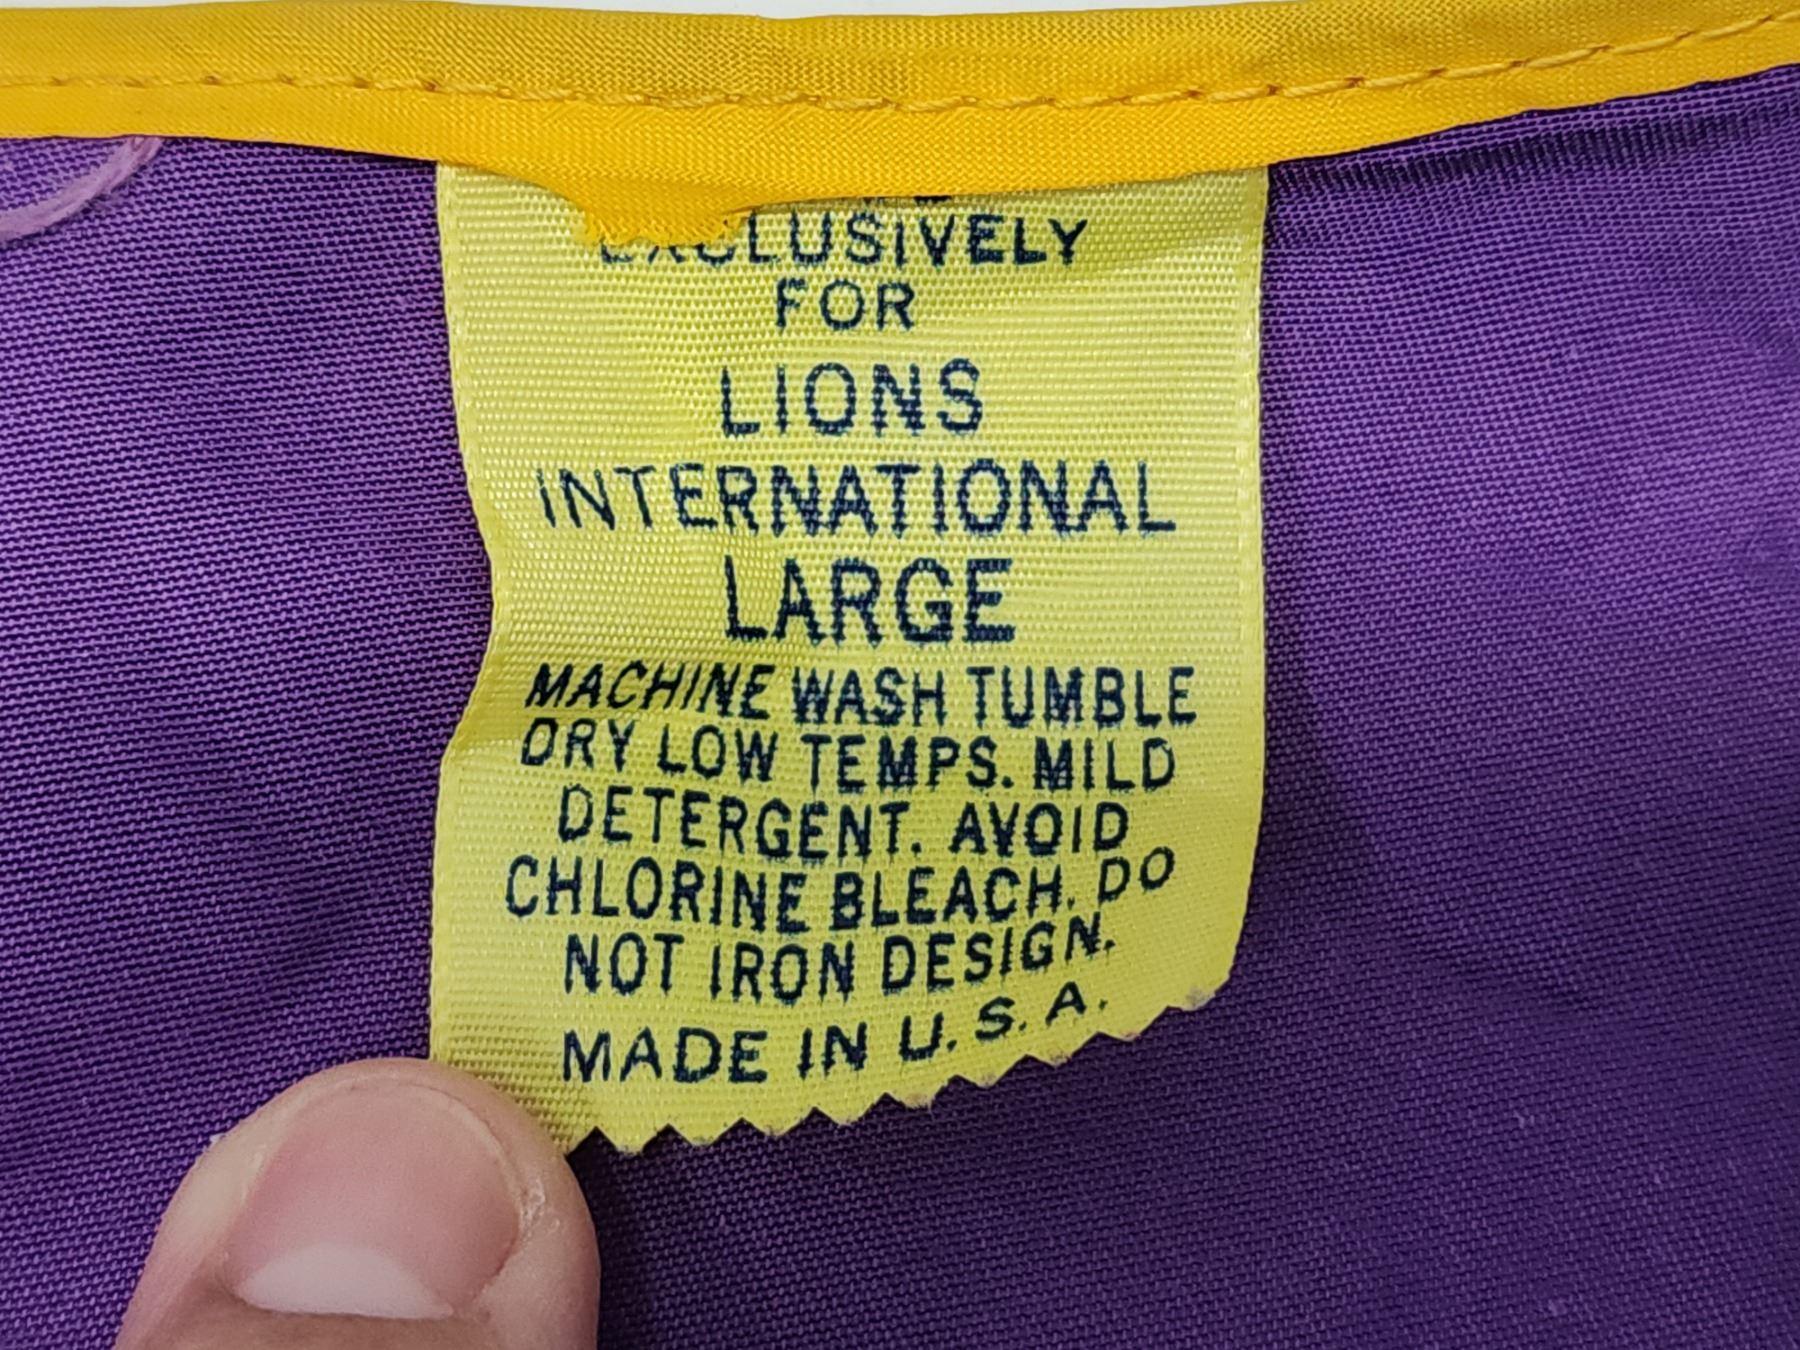 EXCLUSIVELY
FOR
LIONS
INTERNATIONAL
LARGE
MACHINE WASH TUMBLE
DRY LOW TEMPS. MILD
DETERGENT. AVOID
CHLORINE BLEACH. DO
NOT IRON DESIGN.
MADE IN U.S.A.